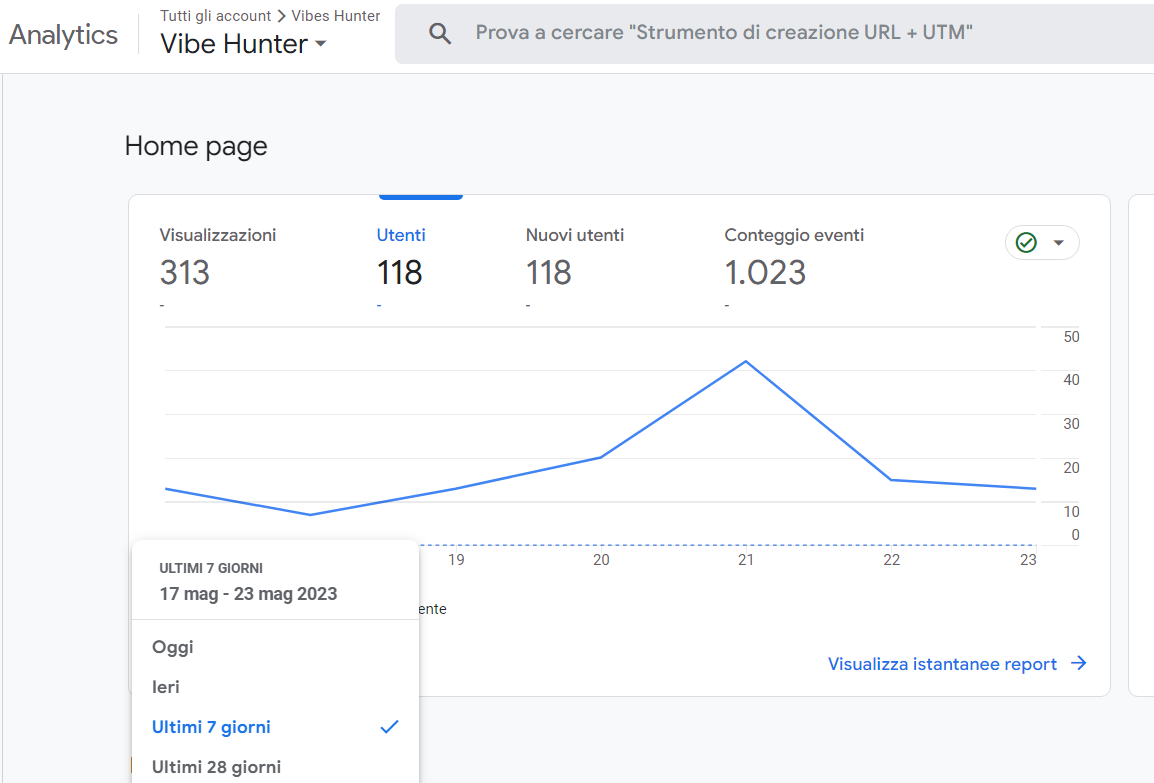 Analytics
Tutti gli account > Vibes Hunter
Vibe Hunter
Prova a cercare "Strumento di creazione URL + UTM"
Home page
Visualizzazioni
313
-
Utenti
118
-
Nuovi utenti
118
-
Conteggio eventi
1.023
-
50
40
30
20
10
0
19
20
21
22
23
ente
ULTIMI 7 GIORNI
17 mag - 23 mag 2023
Oggi
Ieri
Ultimi 7 giorni
Ultimi 28 giorni
Visualizza istantanee report